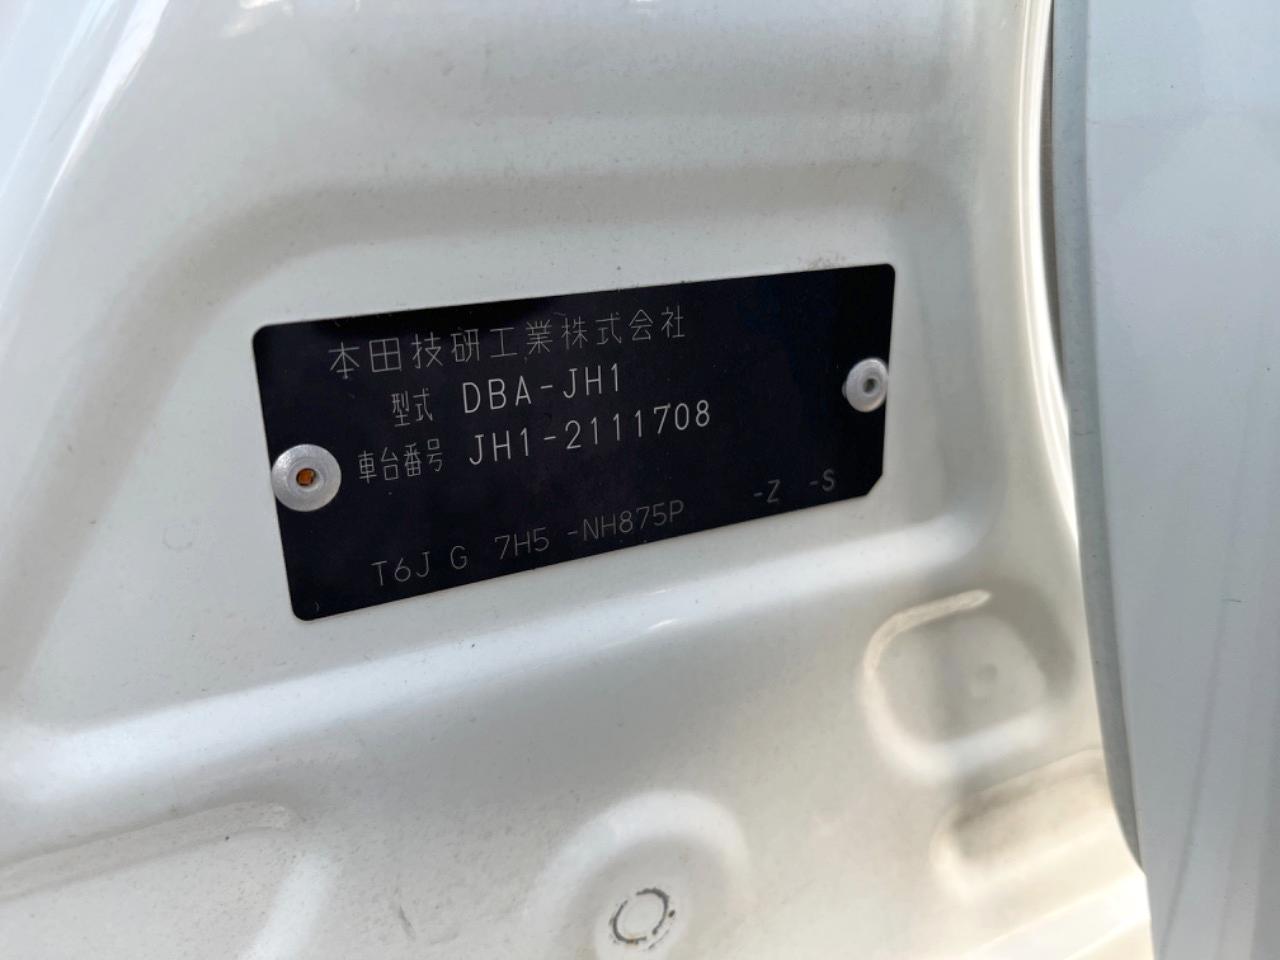 本田技研工業株式会社
型式 DBA-JH1
車台番号 JH1-2111708
T6J G 7H5 -NH875P -Z -S